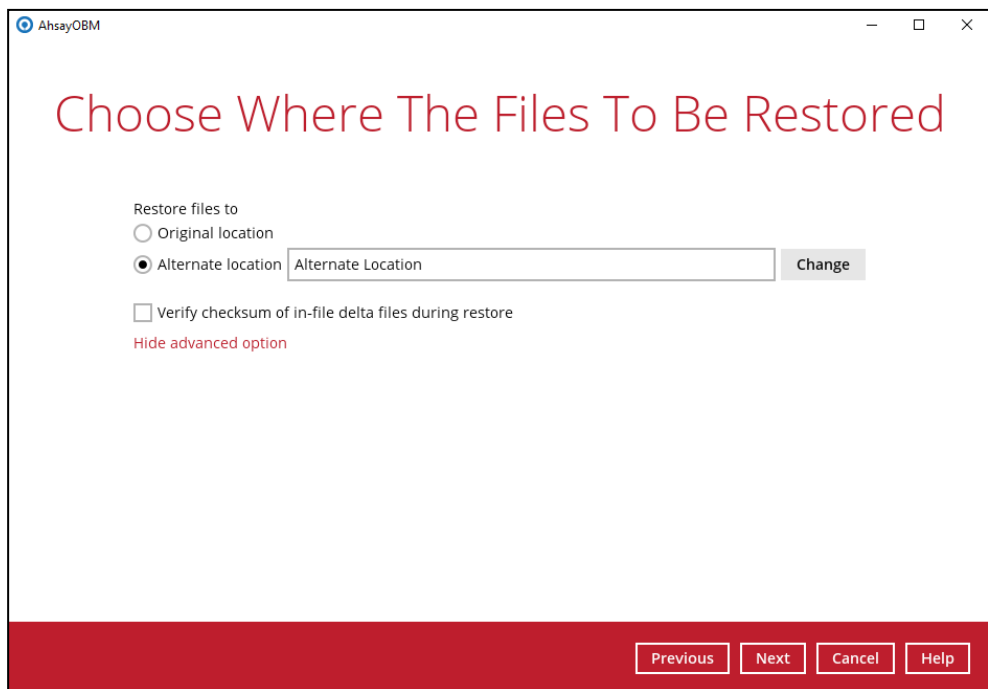 AhsayOBM
Choose Where The Files To Be Restored
Restore files to
Original location
Alternate location Alternate Location Change
Verify checksum of in-file delta files during restore
Hide advanced option
Previous Next Cancel Help